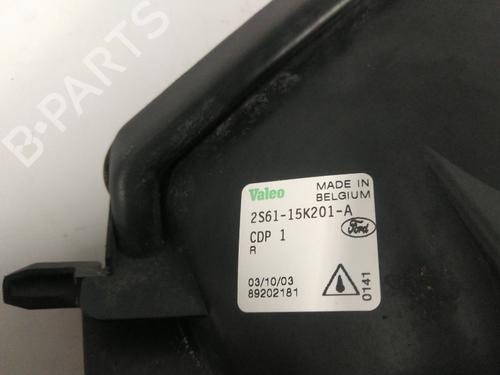 B-PARTS
Valeo
MADE IN
BELGIUM
2S61-15K201-A
CDP 1
Ford
R
03/10/03
89202181
0141